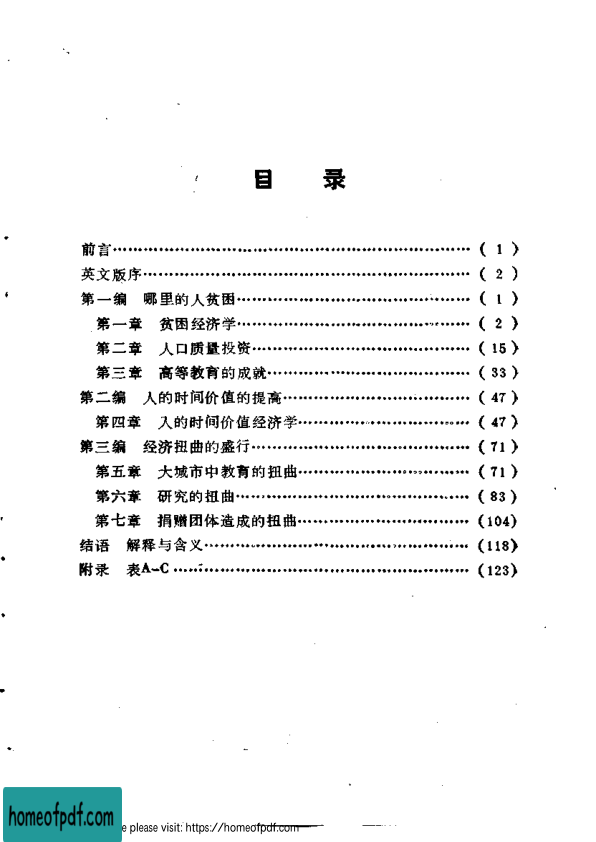 目 录
前言……………………………………………………( 1 )
英文版序………………………………………………( 2 )
第一编 哪里的人贫困………………………………( 1 )
第一章 贫困经济学………………………………( 2 )
第二章 人口质量投资……………………………( 15 )
第三章 高等教育的成就…………………………( 33 )
第二编 人的时间价值的提高………………………( 47 )
第四章 人的时间价值经济学……………………( 47 )
第三编 经济扭曲的盛行……………………………( 71 )
第五章 大城市中教育的扭曲……………………( 71 )
第六章 研究的扭曲………………………………( 83 )
第七章 捐赠团体造成的扭曲……………………(104)
结语 解释与含义……………………………………(118)
附录 表A-C…………………………………………(123)
homeofpdf.com
e please visit: https://homeofpdf.com